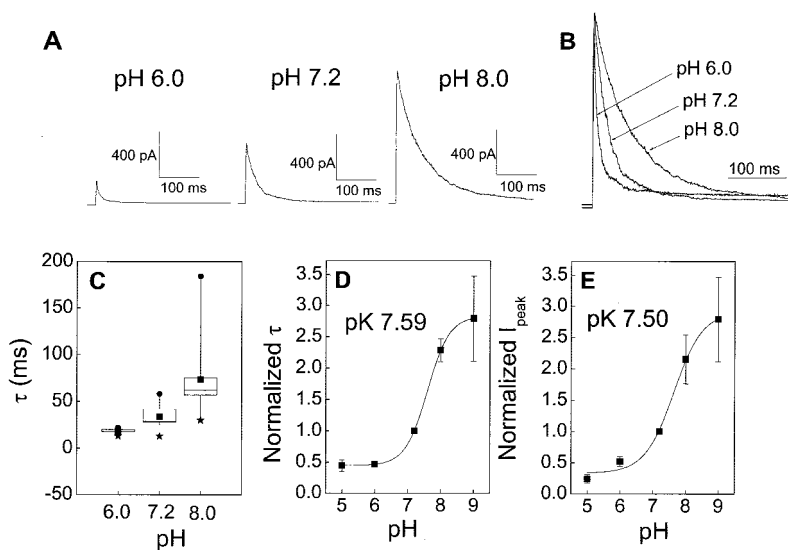 A
pH 6.0
pH 7.2
pH 8.0
400 pA
100 ms
400 pA
100 ms
400 pA
100 ms
B
pH 6.0
pH 7.2
pH 8.0
100 ms
C
τ (ms)
200
150
100
50
0
-50
6.0 7.2 8.0
pH
D
pK 7.59
Normalized τ
3.5
3.0
2.5
2.0
1.5
1.0
0.5
0.0
5 6 7 8 9
pH
E
pK 7.50
Normalized Ipeak
3.5
3.0
2.5
2.0
1.5
1.0
0.5
0.0
5 6 7 8 9
pH